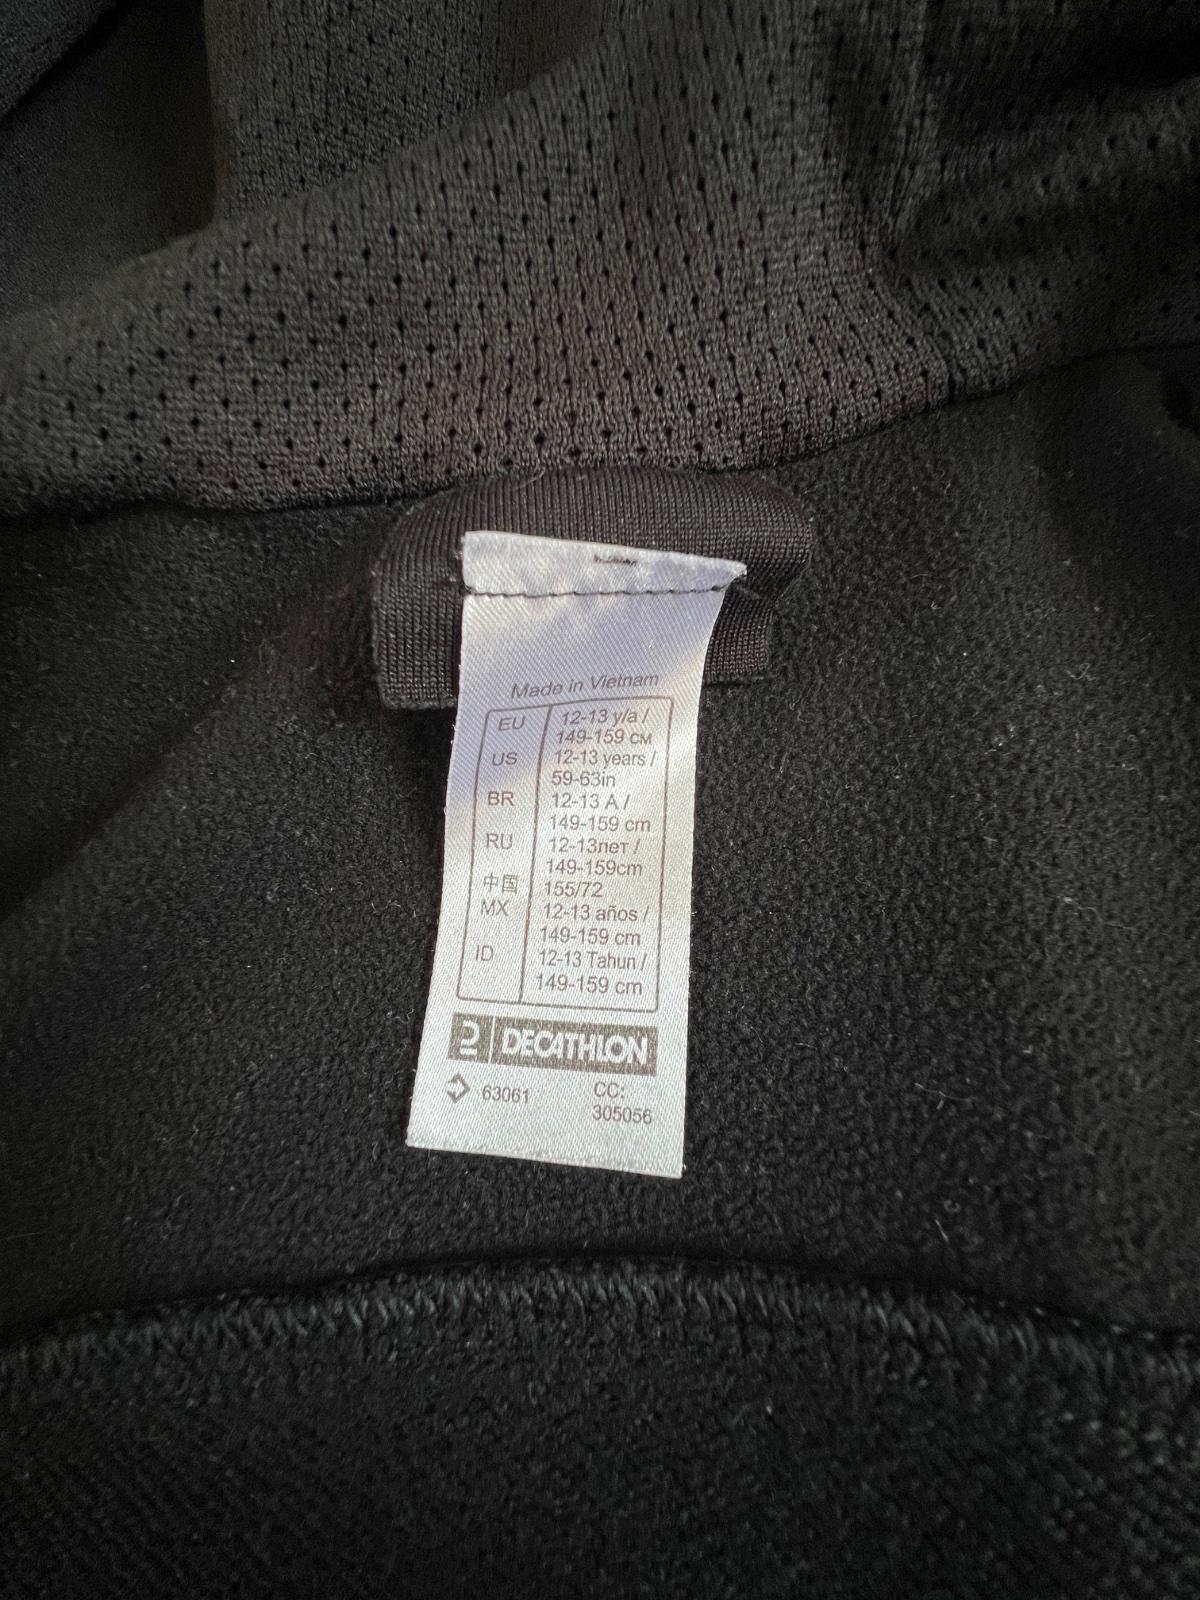 Made in Vietnam
EU 12-13 y/a /
149-159 см
US 12-13 years /
59-63in
BR 12-13 A /
149-159 cm
RU 12-13лет /
149-159cm
中国 155/72
MX 12-13 años /
149-159 cm
ID 12-13 Tahun /
149-159 cm
DECATHLON
63061 CC:
305056